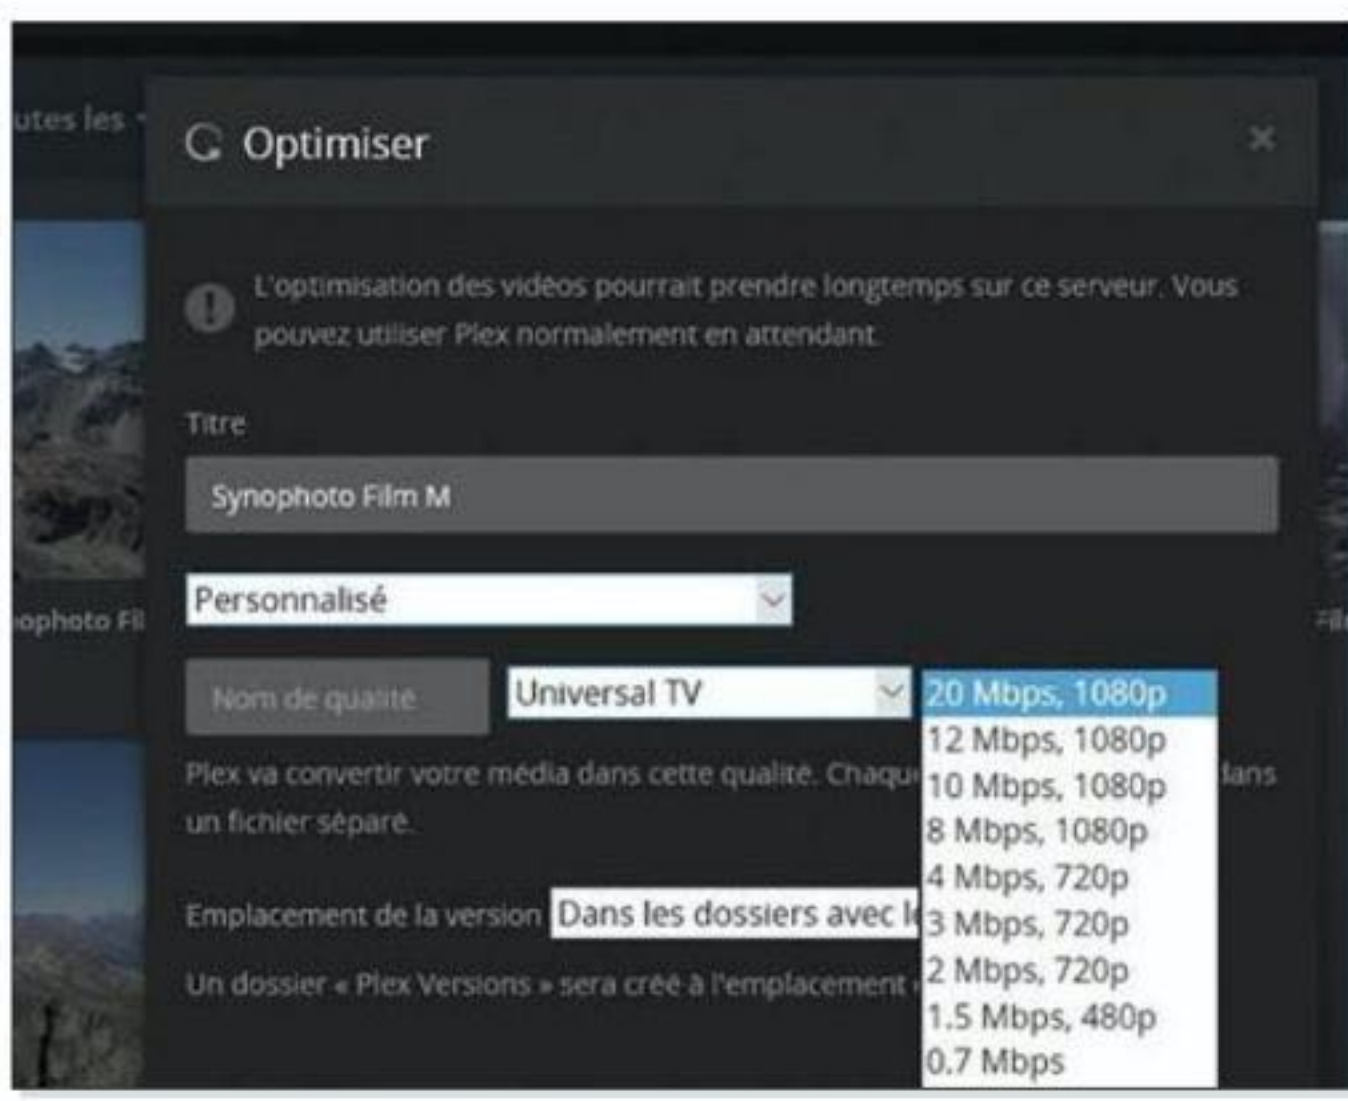 utes les
Optimiser
L'optimisation des vidéos pourrait prendre longtemps sur ce serveur. Vous
pouvez utiliser Plex normalement en attendant.
Titre
Synophoto Film M
Personnalisé
ophoto Fil
Film
Nom de qualité
Universal TV
20 Mbps, 1080p
12 Mbps, 1080p
10 Mbps, 1080p
8 Mbps, 1080p
4 Mbps, 720p
3 Mbps, 720p
2 Mbps, 720p
1.5 Mbps, 480p
0.7 Mbps
Plex va convertir votre média dans cette qualité. Chaqu dans
un fichier séparé.
Emplacement de la version Dans les dossiers avec le
Un dossier « Plex Versions » sera créé à l'emplacement